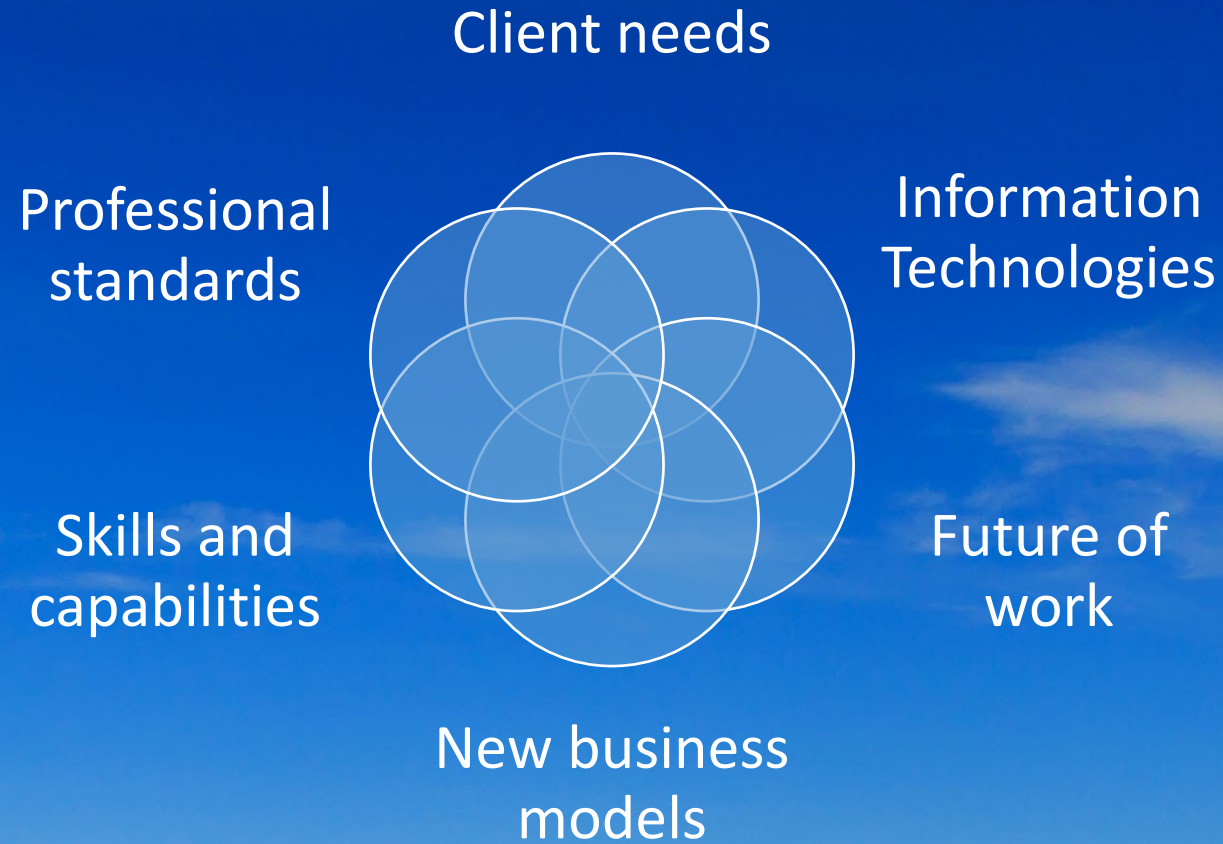 Client needs
Information
Technologies
Future of
work
New business
models
Skills and
capabilities
Professional
standards